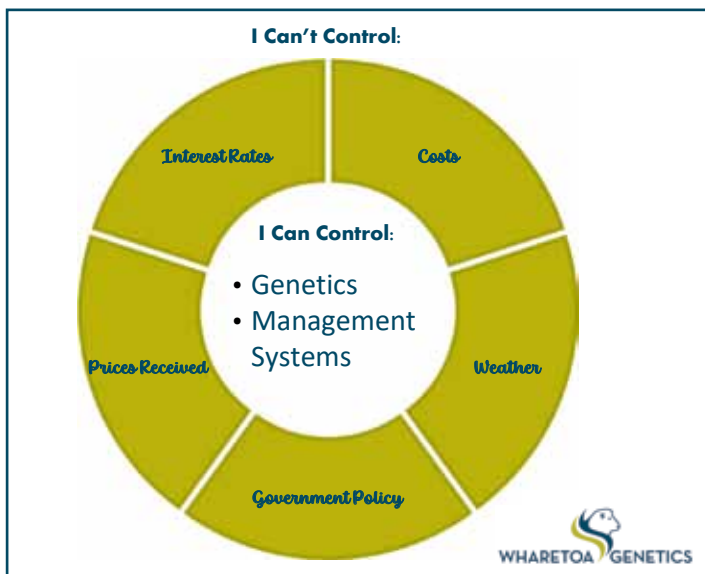 I Can't Control:
Interest Rates
Costs
I Can Control:
• Genetics
• Management
Systems
Prices Received
Weather
Government Policy
WHARETOA GENETICS